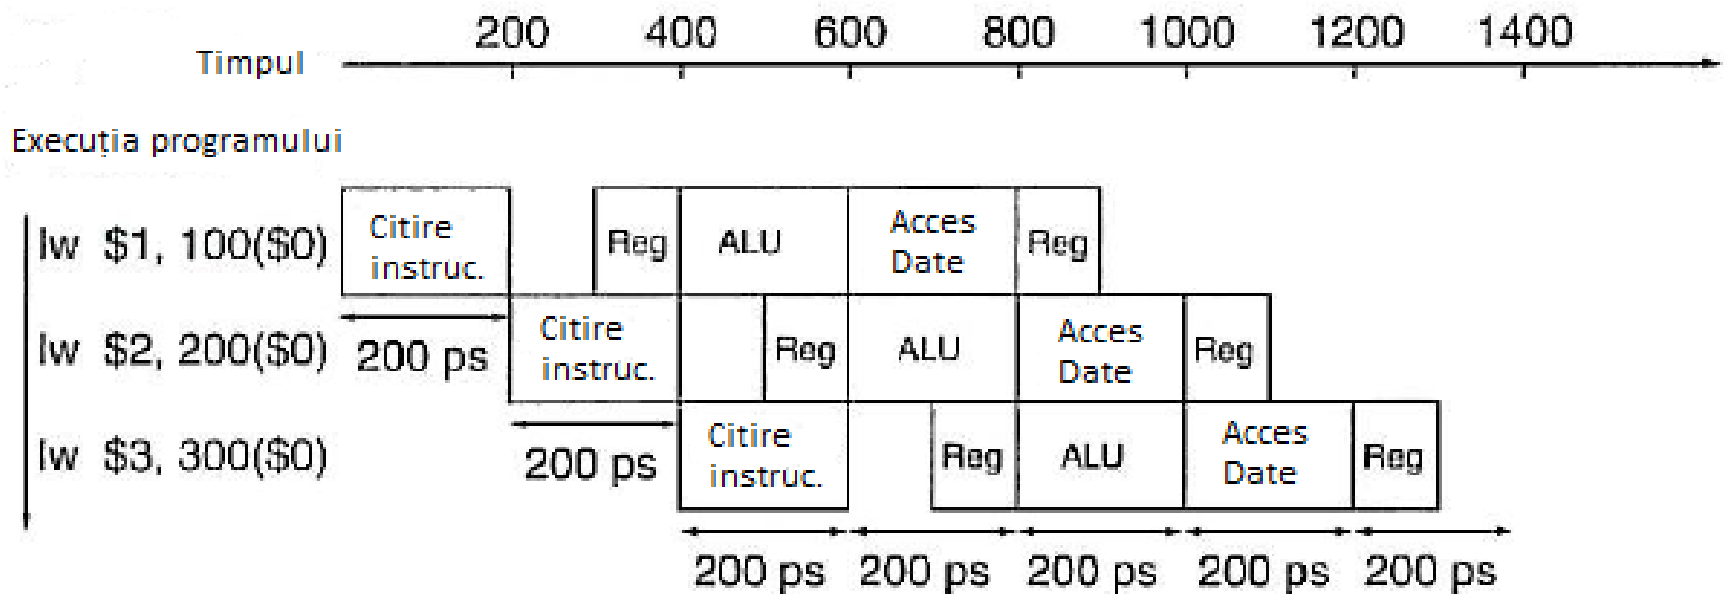 200 400 600 800 1000 1200 1400
Timpul
Execuția programului
lw $1, 100($0) Citire instruc. Reg ALU Acces Date Reg
lw $2, 200($0) 200 ps Citire instruc. Reg ALU Acces Date Reg
lw $3, 300($0) 200 ps Citire instruc. Reg ALU Acces Date Reg
200 ps 200 ps 200 ps 200 ps 200 ps